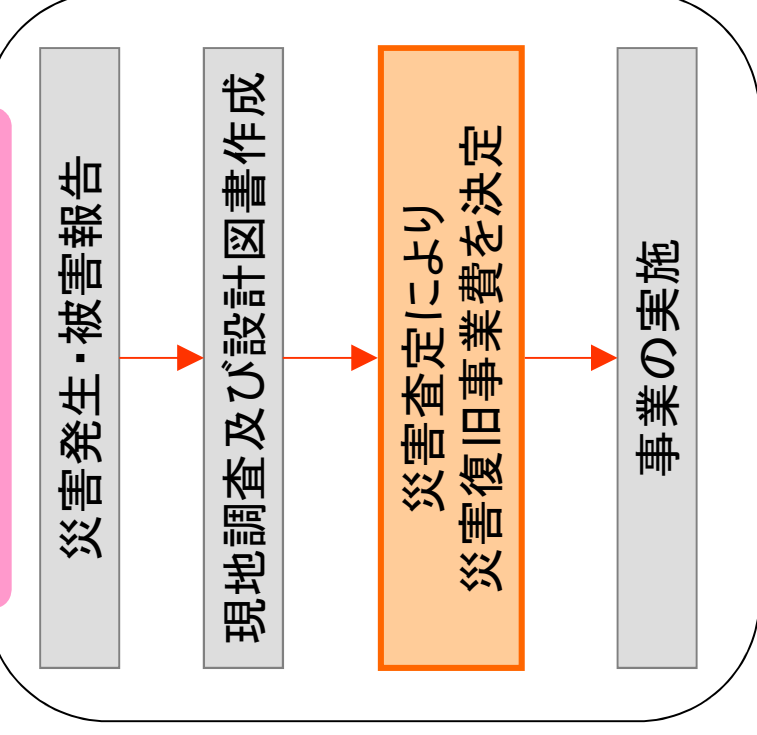 災害発生・被害報告
現地調査及び設計図書作成
災害査定により
災害復旧事業費を決定
事業の実施